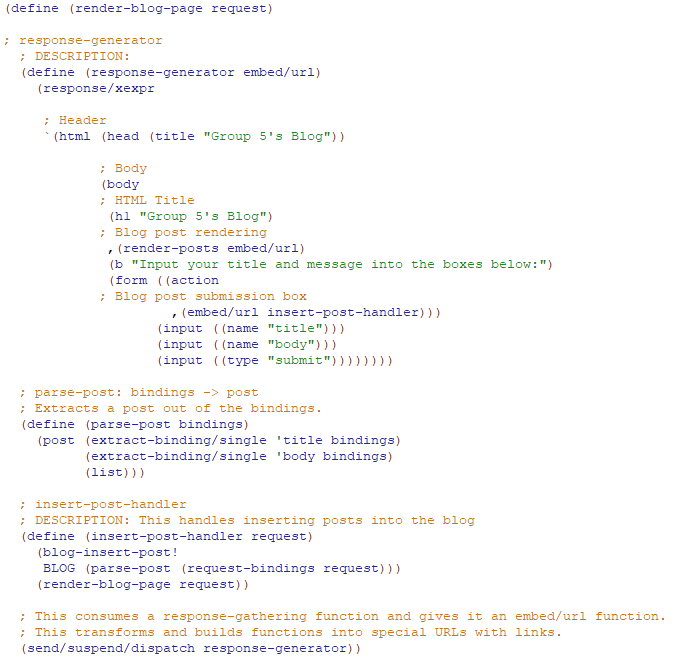 (define (render-blog-page request)
; response-generator
; DESCRIPTION:
(define (response-generator embed/url)
(response/xexpr
; Header
`(html (head (title "Group 5's Blog"))
; Body
(body
; HTML Title
(h1 "Group 5's Blog")
; Blog post rendering
,(render-posts embed/url)
(b "Input your title and message into the boxes below:")
(form ((action
; Blog post submission box
,(embed/url insert-post-handler)))
(input ((name "title")))
(input ((name "body")))
(input ((type "submit"))))))))
; parse-post: bindings -> post
; Extracts a post out of the bindings.
(define (parse-post bindings)
(post (extract-binding/single 'title bindings)
(extract-binding/single 'body bindings)
(list)))
; insert-post-handler
; DESCRIPTION: This handles inserting posts into the blog
(define (insert-post-handler request)
(blog-insert-post!
BLOG (parse-post (request-bindings request)))
(render-blog-page request))
; This consumes a response-gathering function and gives it an embed/url function.
; This transforms and builds functions into special URLs with links.
(send/suspend/dispatch response-generator))